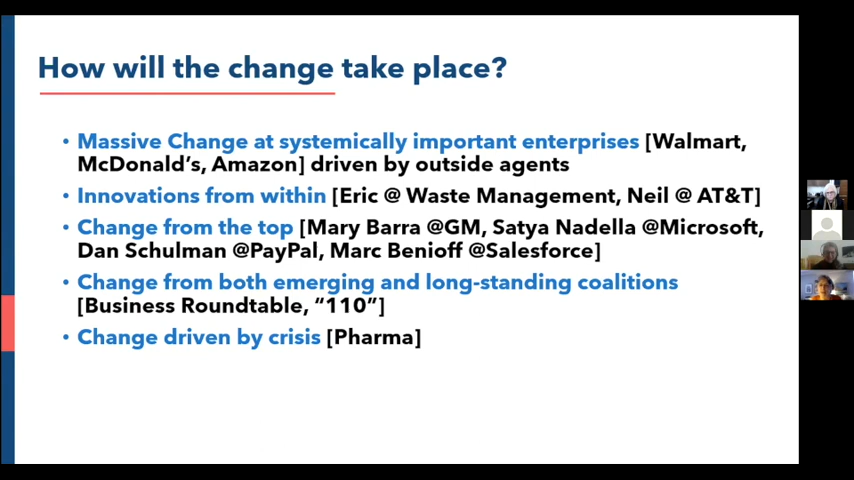 How will the change take place?
• Massive Change at systemically important enterprises [Walmart,
McDonald's, Amazon] driven by outside agents
• Innovations from within [Eric @ Waste Management, Neil @ AT&T]
• Change from the top [Mary Barra @GM, Satya Nadella @Microsoft,
Dan Schulman @PayPal, Marc Benioff @Salesforce]
• Change from both emerging and long-standing coalitions
[Business Roundtable, “110”]
• Change driven by crisis [Pharma]